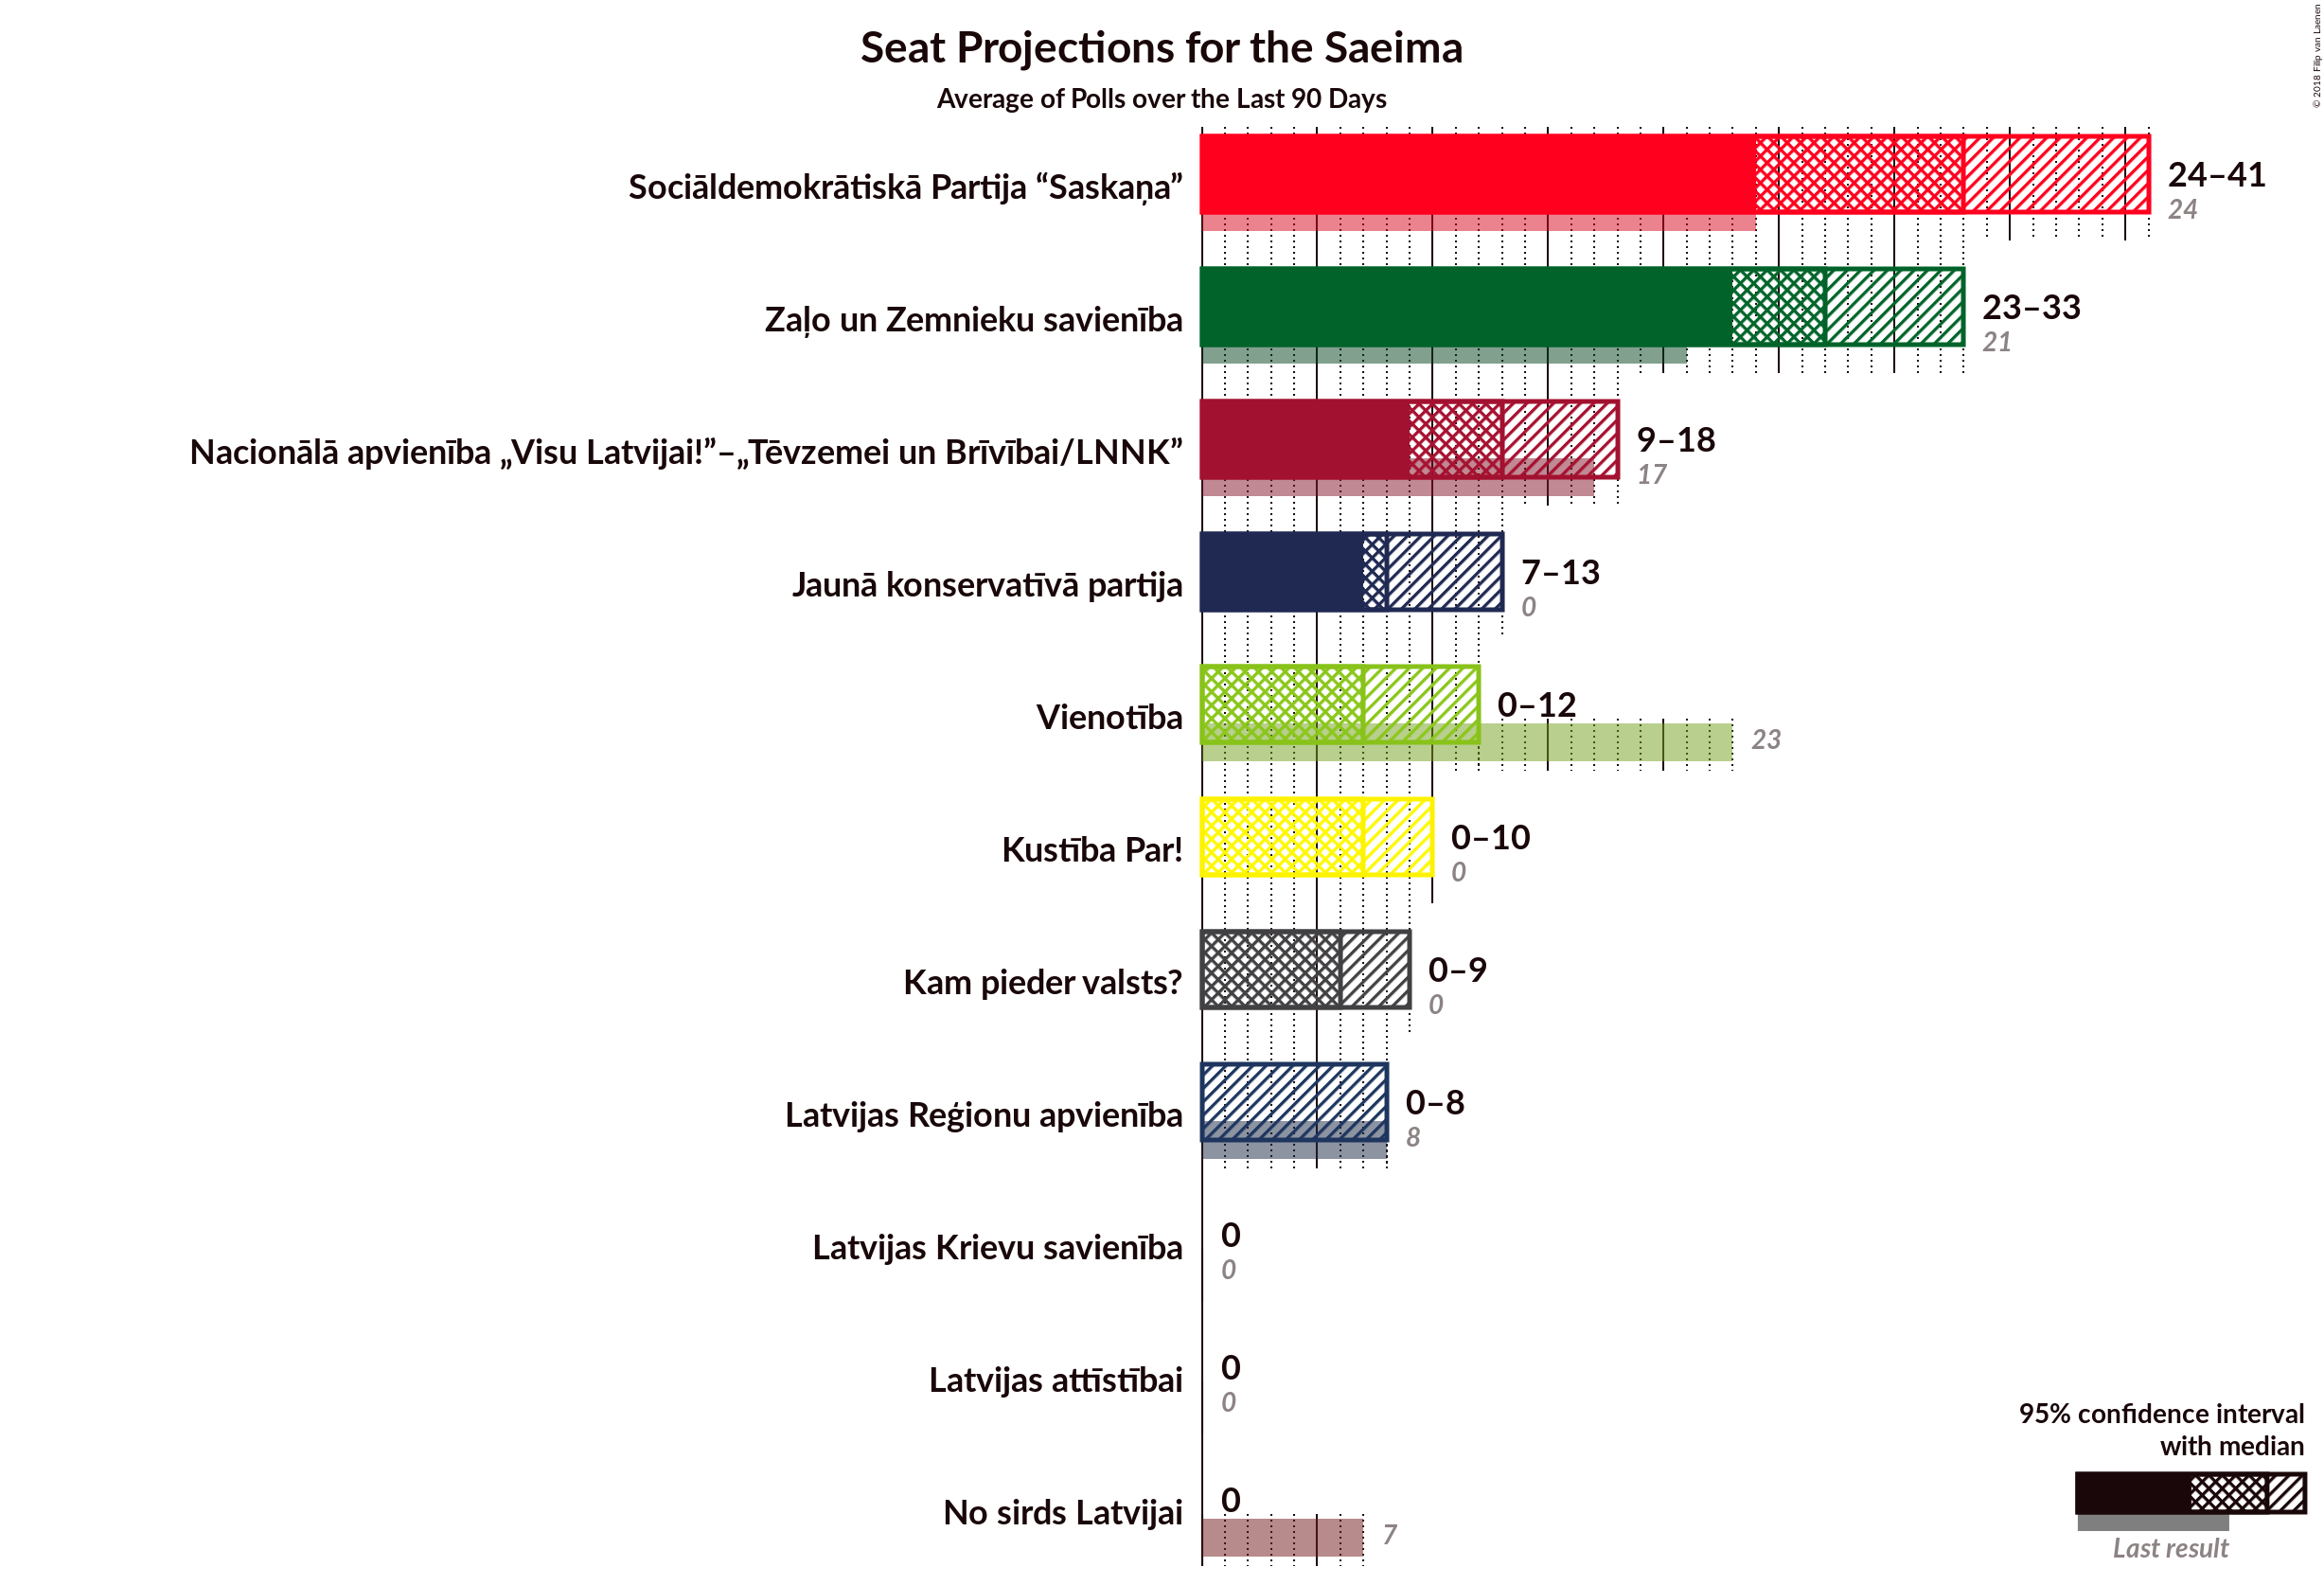 Seat Projections for the Saeima
Average of Polls over the Last 90 Days
© 2018 Filip van Laenen
Sociāldemokrātiskā Partija “Saskaņa”
24–41
24
Zaļo un Zemnieku savienība
23–33
21
Nacionālā apvienība „Visu Latvijai!”–„Tēvzemei un Brīvībai/LNNK”
9–18
17
Jaunā konservatīvā partija
7–13
0
Vienotība
0–12
23
Kustība Par!
0–10
0
Kam pieder valsts?
0–9
0
Latvijas Reģionu apvienība
0–8
8
Latvijas Krievu savienība
0
0
Latvijas attīstībai
0
0
No sirds Latvijai
0
7
95% confidence interval
with median
Last result